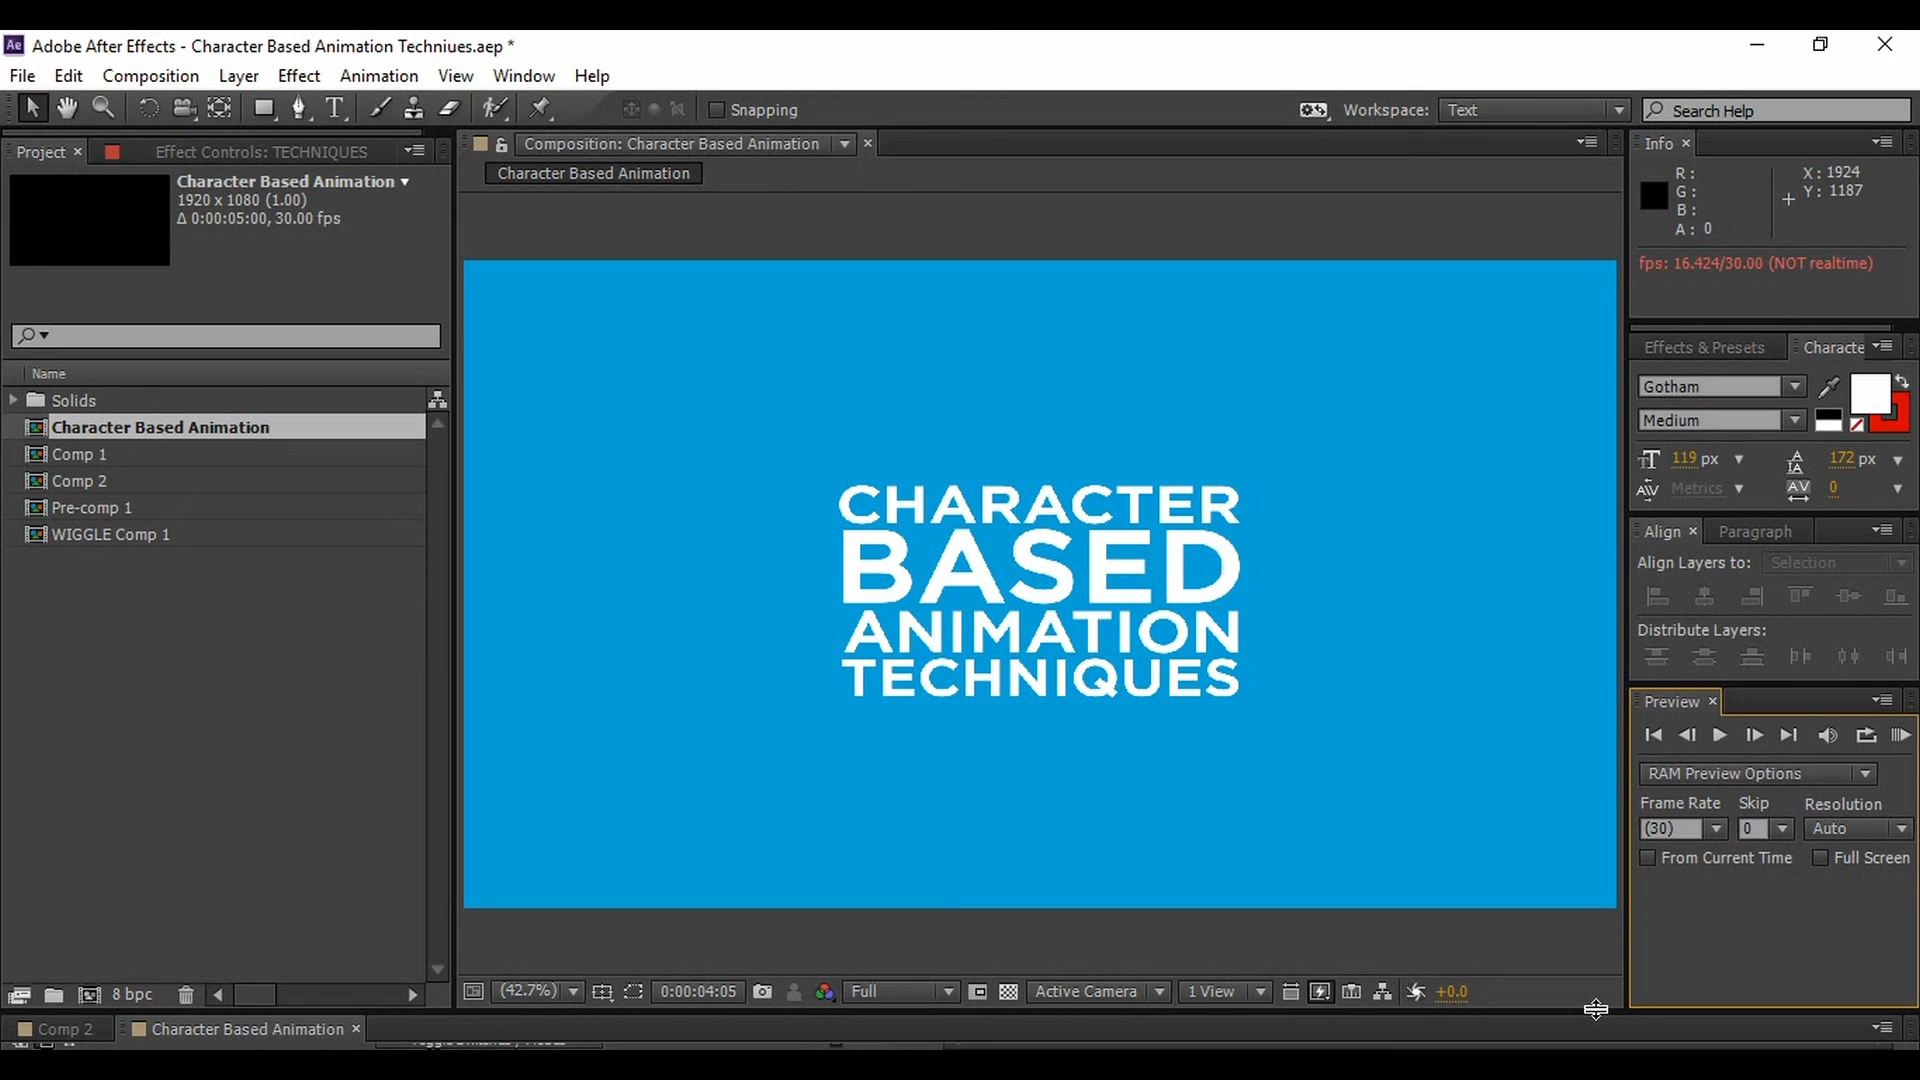 Ae Adobe After Effects - Character Based Animation Techniues.aep *
File Edit Composition Layer Effect Animation View Window Help
T Snapping Workspace: Text Search Help
Project × Effect Controls: TECHNIQUES
Character Based Animation
1920 x 1080 (1.00)
Δ 0:00:05:00, 30.00 fps
Name
Solids
Character Based Animation
Comp 1
Comp 2
Pre-comp 1
WIGGLE Comp 1
8 bpc
Composition: Character Based Animation ×
Character Based Animation
CHARACTER
BASED
ANIMATION
TECHNIQUES
(42.7%) 0:00:04:05 Full Active Camera 1 View +0.0
Info ×
R: X: 1924
G: Y: 1187
B:
A: 0
fps: 16.424/30.00 (NOT realtime)
Effects & Presets Characte
Gotham
Medium
119 px 172 px
Metrics 0
Align × Paragraph
Align Layers to: Selection
Distribute Layers:
Preview ×
RAM Preview Options
Frame Rate Skip Resolution
(30) 0 Auto
From Current Time Full Screen
Comp 2 Character Based Animation ×